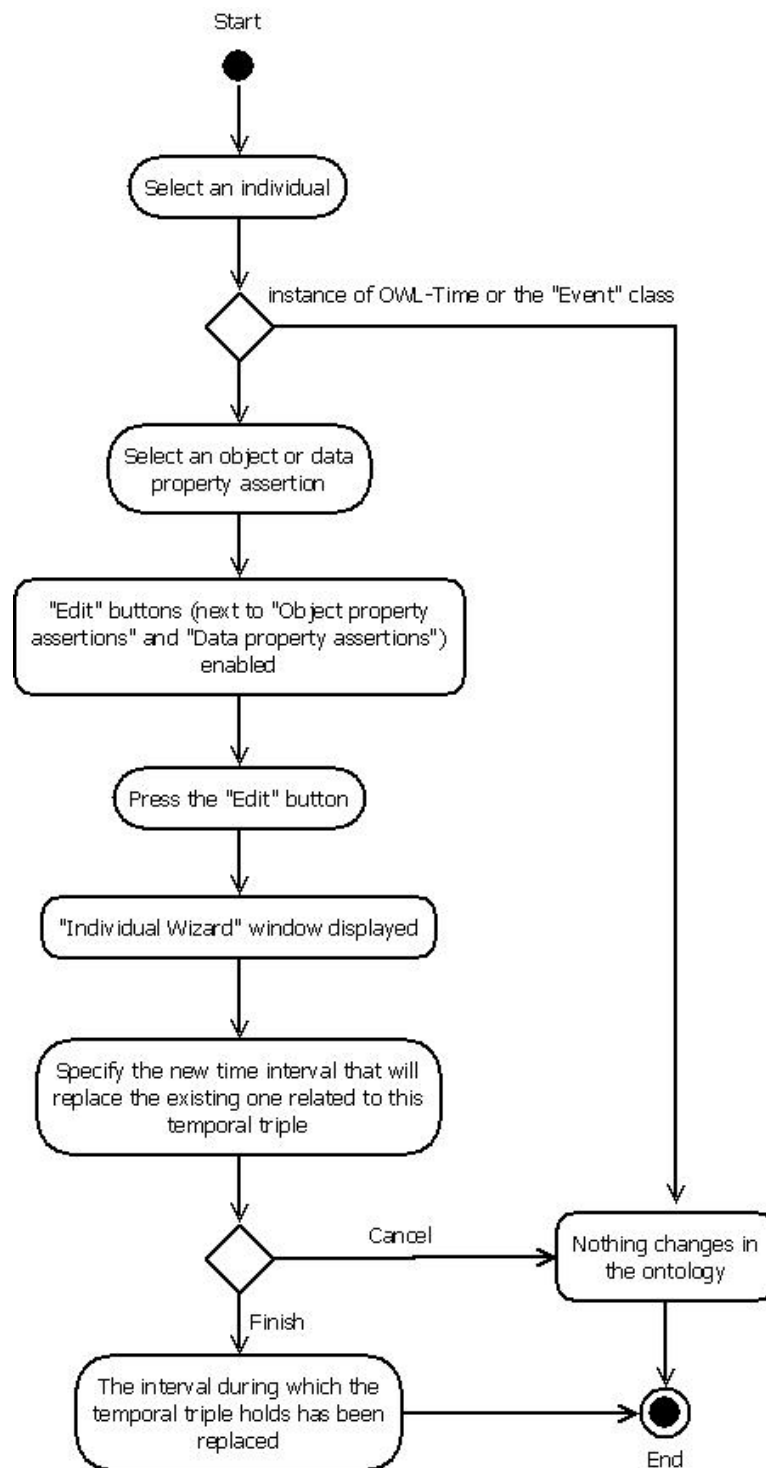 Start
Select an individual
instance of OWL-Time or the "Event" class
Select an object or data
property assertion
"Edit" buttons (next to "Object property
assertions" and "Data property assertions")
enabled
Press the "Edit" button
"Individual Wizard" window displayed
Specify the new time interval that will
replace the existing one related to this
temporal triple
Cancel
Nothing changes in
the ontology
Finish
The interval during which the
temporal triple holds has been
replaced
End